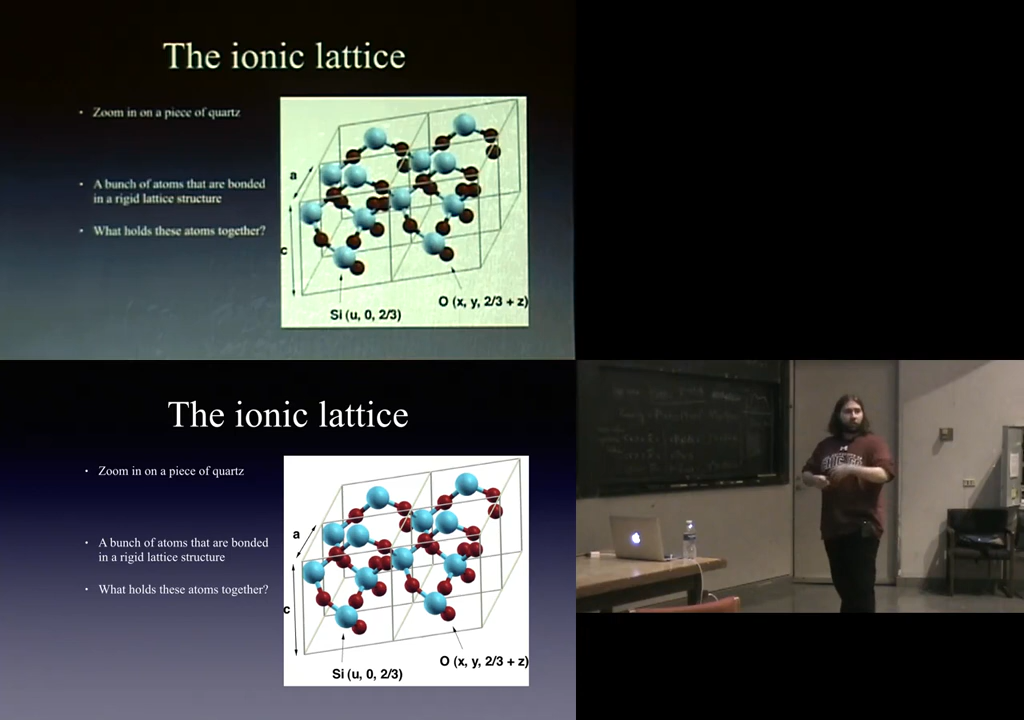 The ionic lattice
• Zoom in on a piece of quartz
• A bunch of atoms that are bonded
in a rigid lattice structure
• What holds these atoms together?
a
c
O (x, y, 2/3 + z)
Si (u, 0, 2/3)
The ionic lattice
• Zoom in on a piece of quartz
• A bunch of atoms that are bonded
in a rigid lattice structure
• What holds these atoms together?
a
c
O (x, y, 2/3 + z)
Si (u, 0, 2/3)